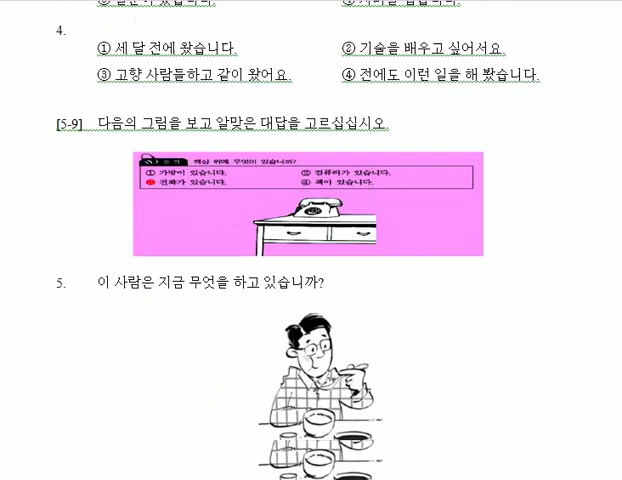 4.
① 세 달 전에 왔습니다. ② 기술을 배우고 싶어서요.
③ 고향 사람들하고 같이 왔어요. ④ 전에도 이런 일을 해 봤습니다.
[5-9] 다음의 그림을 보고 알맞은 대답을 고르십십시오.
책상 위에 무엇이 있습니까?
① 가방이 있습니다. ② 컴퓨터가 있습니다.
전화가 있습니다. ④ 책이 있습니다.
5. 이 사람은 지금 무엇을 하고 있습니까?